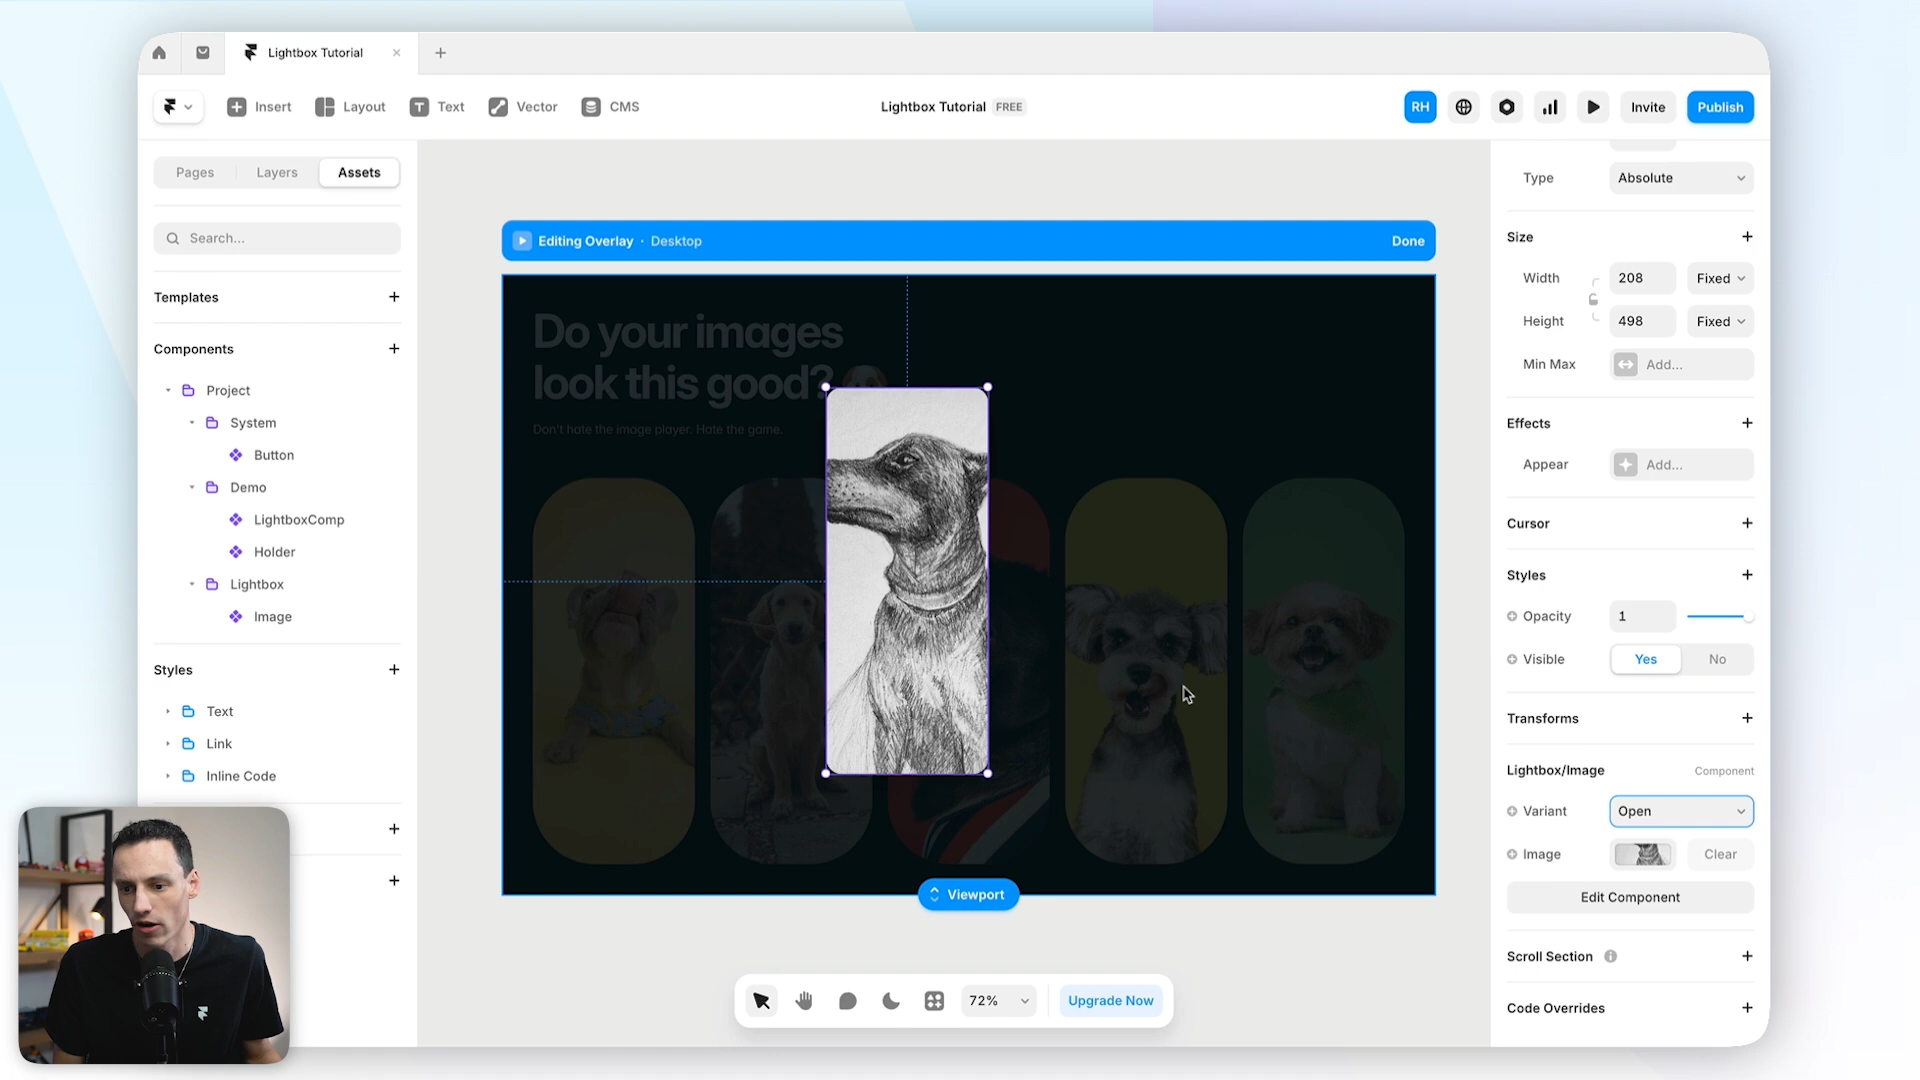 Lightbox Tutorial
Insert
Layout
Text
Vector
CMS
Lightbox Tutorial FREE
RH
Invite
Publish
Pages
Layers
Assets
Search...
Templates
Components
Project
System
Button
Demo
LightboxComp
Holder
Lightbox
Image
Styles
Text
Link
Inline Code
Editing Overlay · Desktop
Done
Do your images
look this good?
Don't hate the image player. Hate the game.
Viewport
72%
Upgrade Now
Type Absolute
Size
Width 208 Fixed
Height 498 Fixed
Min Max Add...
Effects
Appear Add...
Cursor
Styles
Opacity 1
Visible Yes No
Transforms
Lightbox/Image Component
Variant Open
Image Clear
Edit Component
Scroll Section
Code Overrides